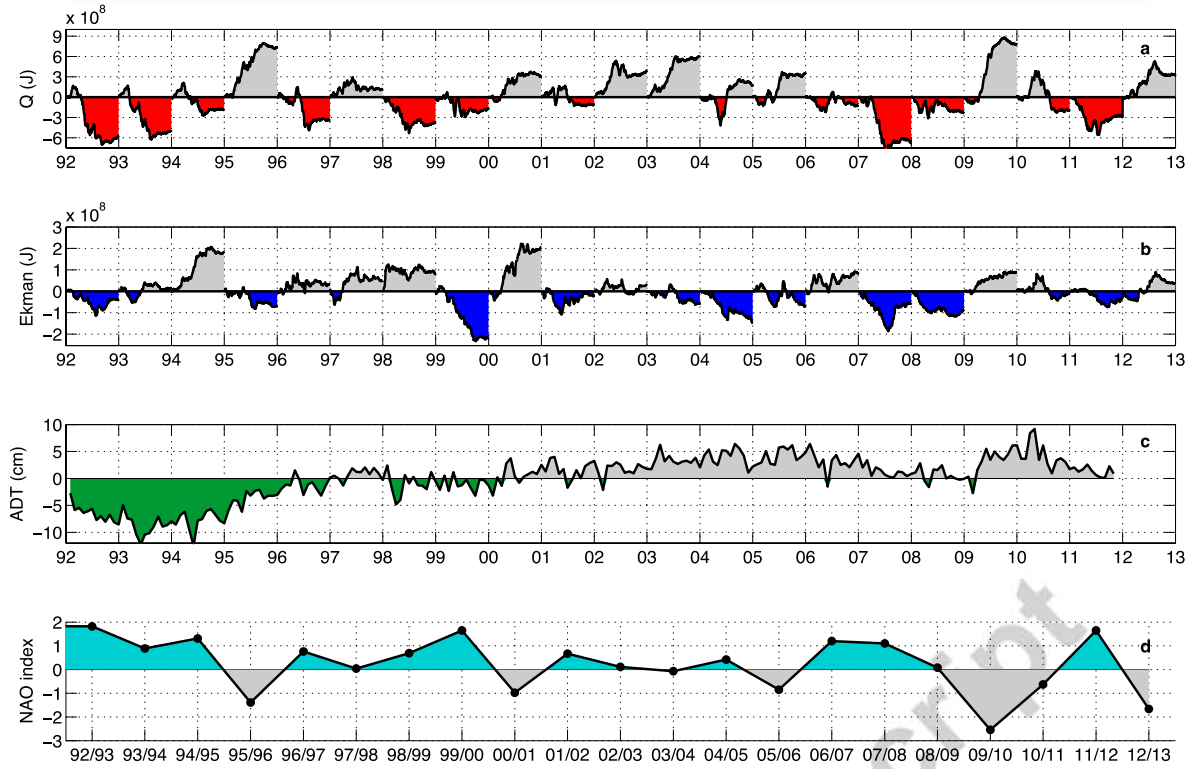 x 10^8
9
6
3
0
−3
−6
Q (J)
a
92 93 94 95 96 97 98 99 00 01 02 03 04 05 06 07 08 09 10 11 12 13
x 10^8
3
2
1
0
−1
−2
Ekman (J)
b
92 93 94 95 96 97 98 99 00 01 02 03 04 05 06 07 08 09 10 11 12 13
10
5
0
−5
−10
ADT (cm)
c
92 93 94 95 96 97 98 99 00 01 02 03 04 05 06 07 08 09 10 11 12 13
2
1
0
−1
−2
−3
NAO index
d
92/93 93/94 94/95 95/96 96/97 97/98 98/99 99/00 00/01 01/02 02/03 03/04 04/05 05/06 06/07 07/08 08/09 09/10 10/11 11/12 12/13
cript